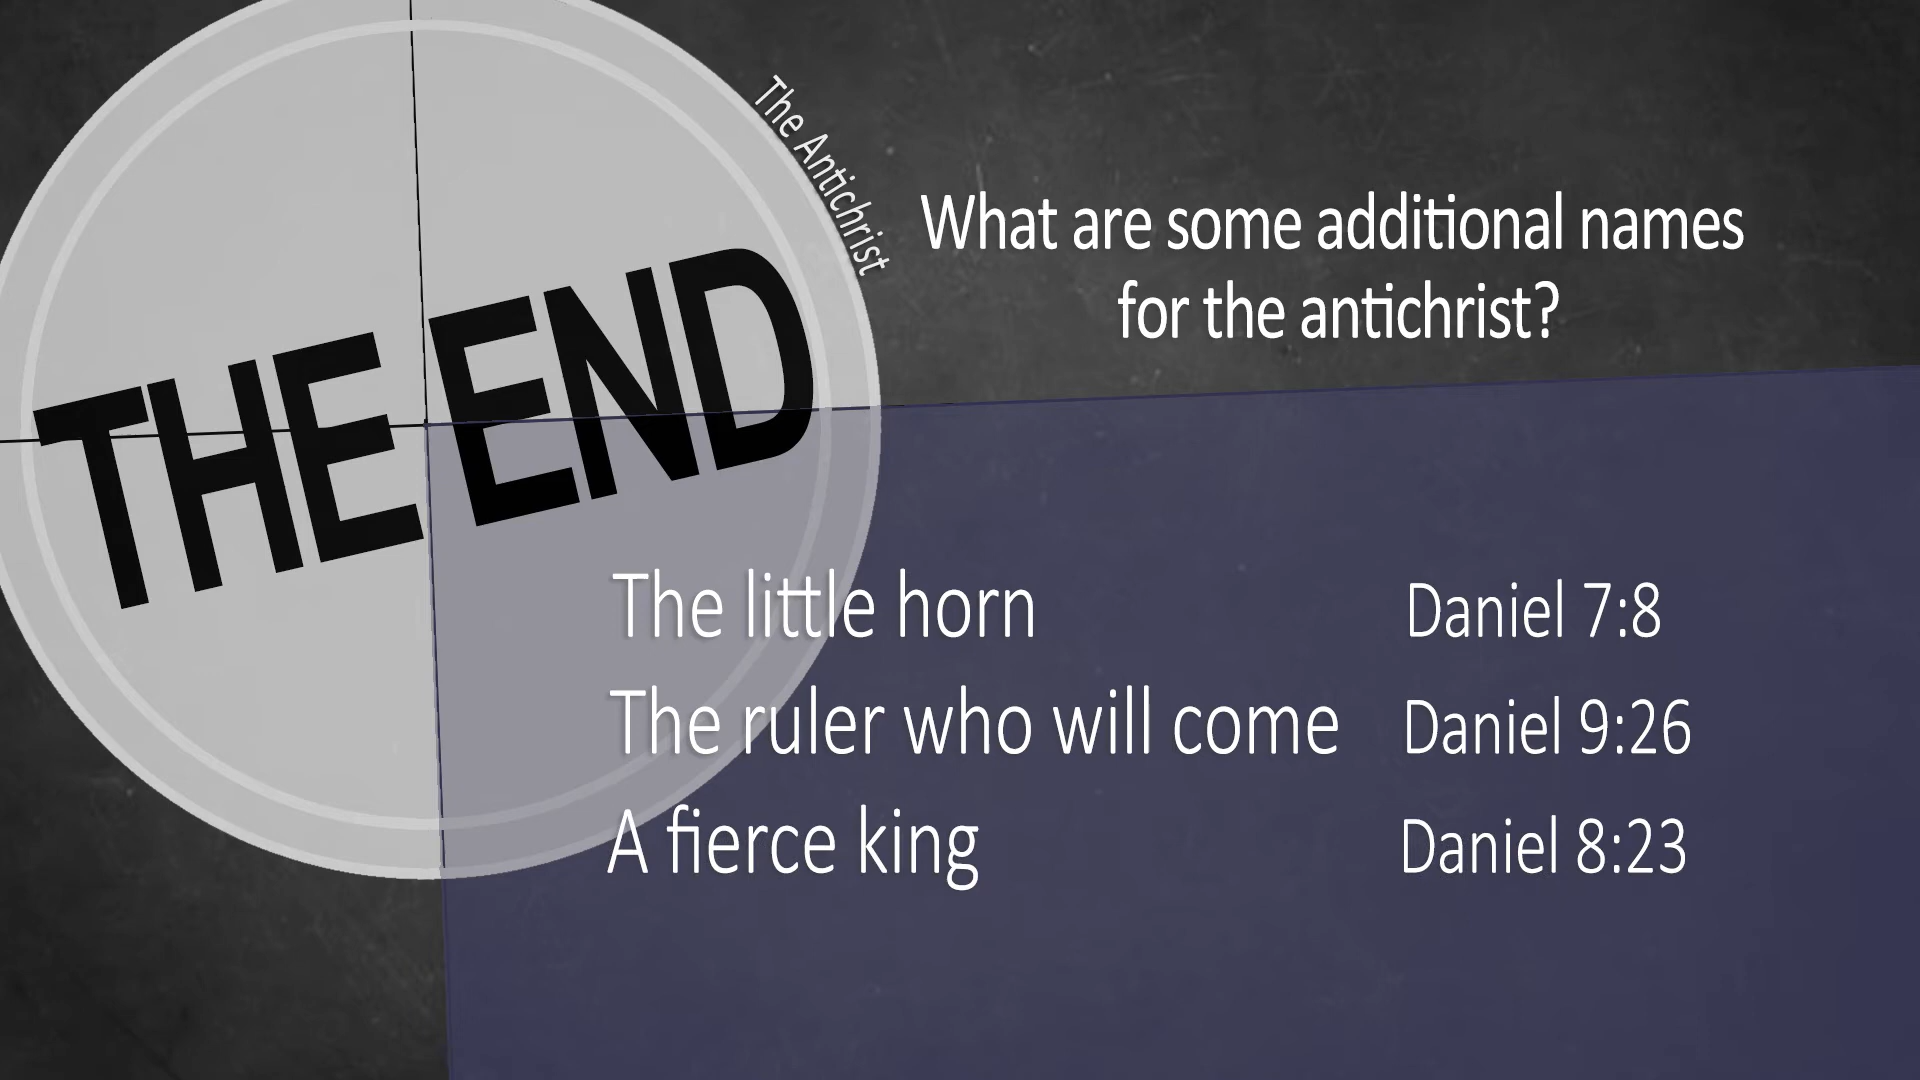 THE END
The Antichrist
What are some additional names
for the antichrist?
The little horn Daniel 7:8
The ruler who will come Daniel 9:26
A fierce king Daniel 8:23